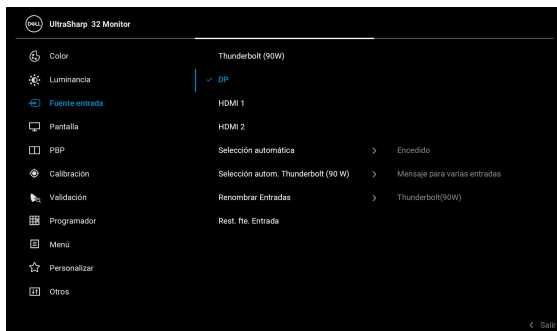 DELL UltraSharp 32 Monitor
Color
Thunderbolt (90W)
Luminancia
DP
Fuente entrada
HDMI 1
Pantalla
HDMI 2
PBP
Selección automática
Encedido
Calibración
Selección autom. Thunderbolt (90 W)
Mensaje para varias entradas
Validación
Renombrar Entradas
Thunderbolt(90W)
Programador
Rest. fte. Entrada
Menú
Personalizar
Otros
Salir